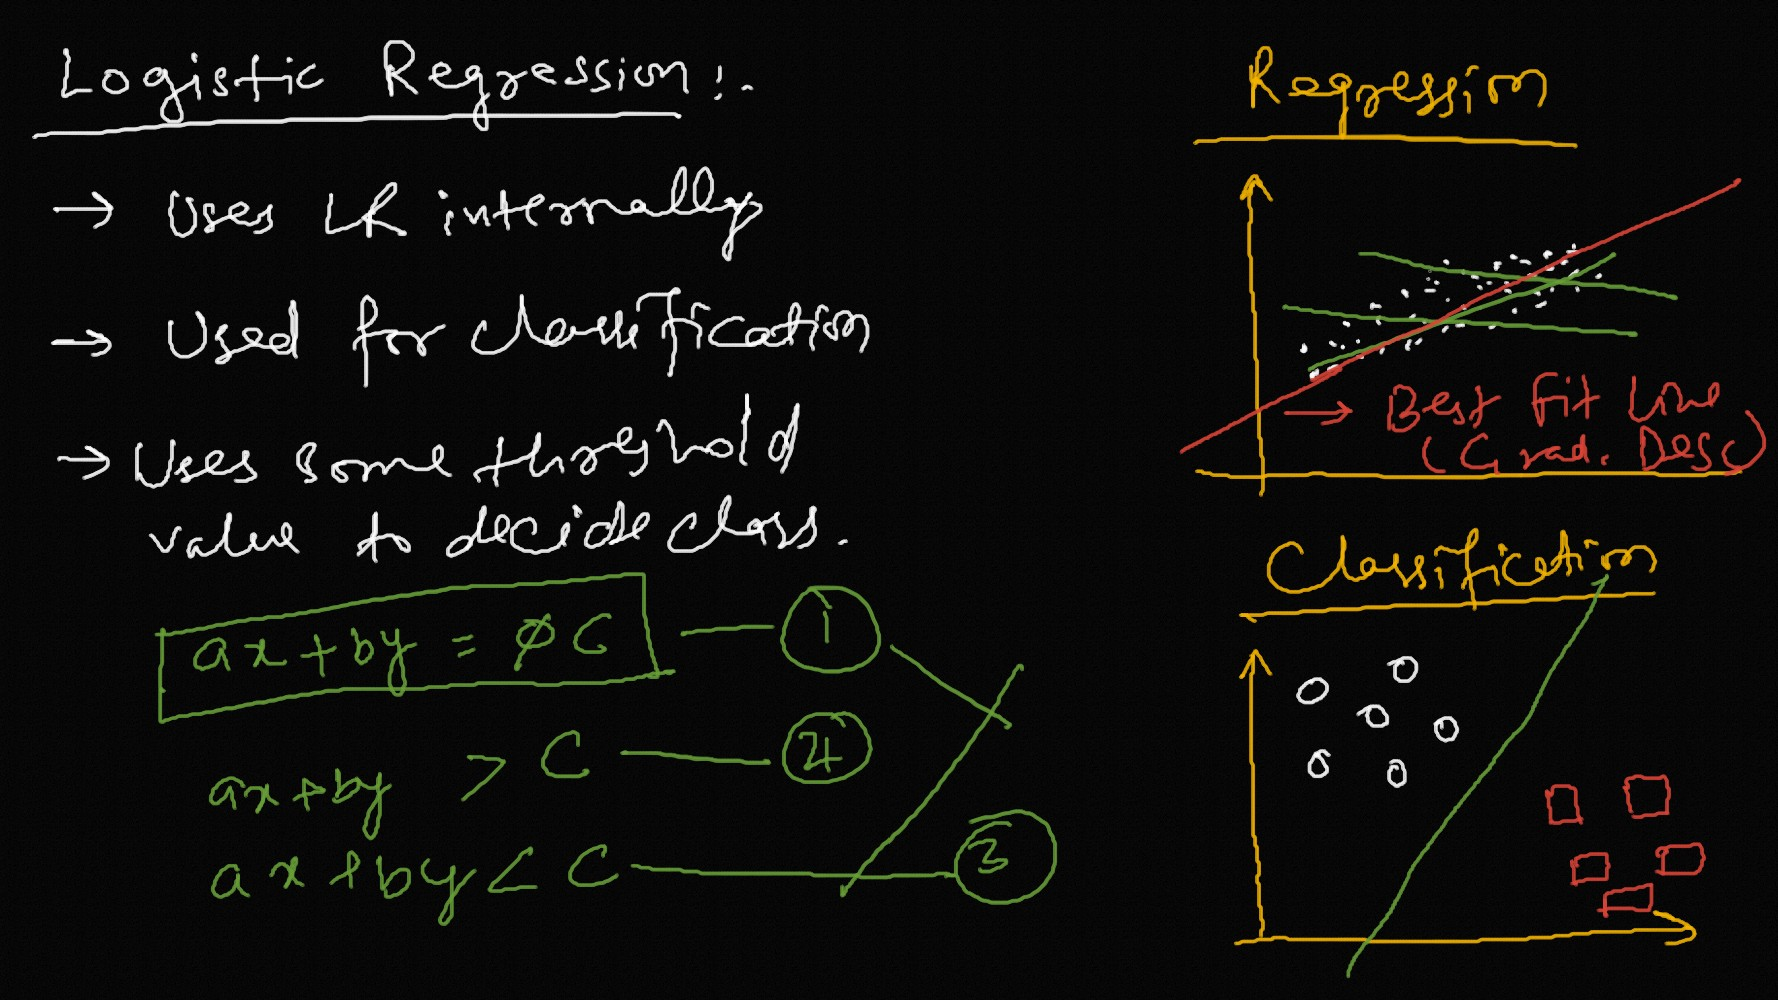 Logistic Regression:.
→ Uses LR internally
→ Used for classification
→ Uses some threshold
value to decide class.
ax + by = C
1
ax + by > C
2
ax + by < C
3
Regression
→ Best Fit Line
(Grad. Desc)
Classification